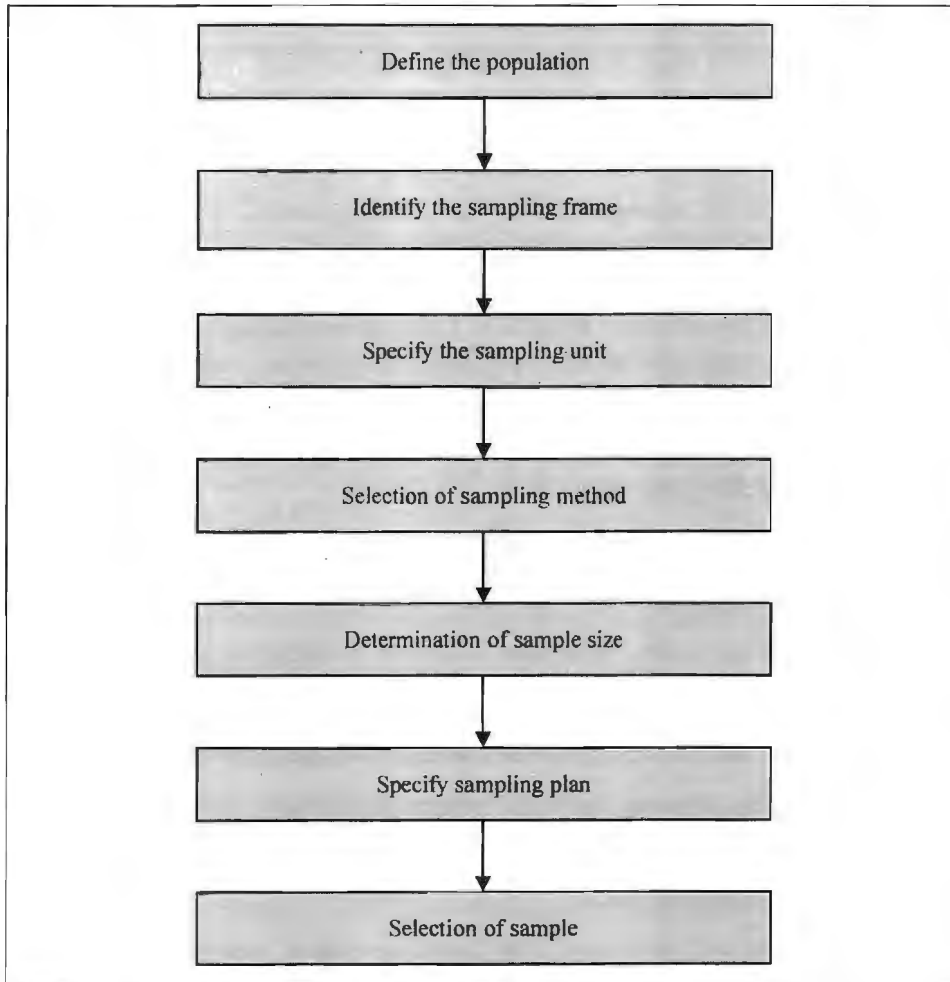 Define the population
Identify the sampling frame
Specify the sampling unit
Selection of sampling method
Determination of sample size
Specify sampling plan
Selection of sample